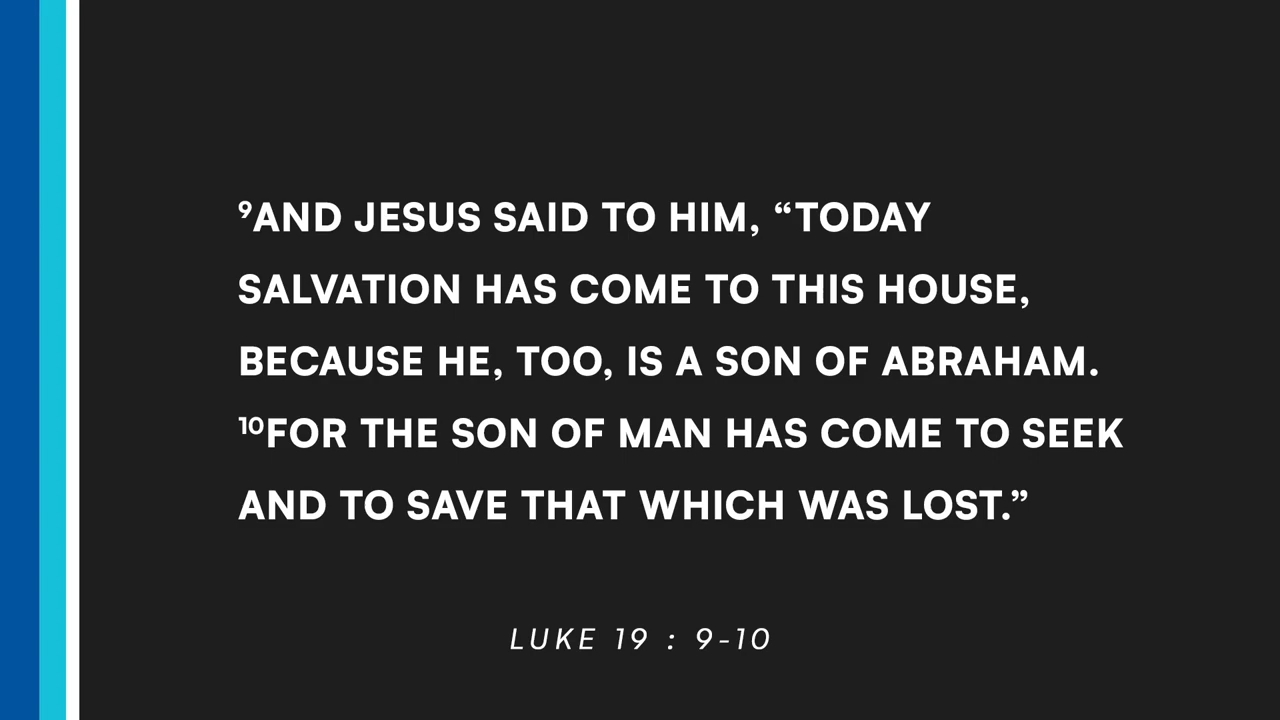 ⁹AND JESUS SAID TO HIM, “TODAY
SALVATION HAS COME TO THIS HOUSE,
BECAUSE HE, TOO, IS A SON OF ABRAHAM.
¹⁰FOR THE SON OF MAN HAS COME TO SEEK
AND TO SAVE THAT WHICH WAS LOST.”
LUKE 19 : 9-10